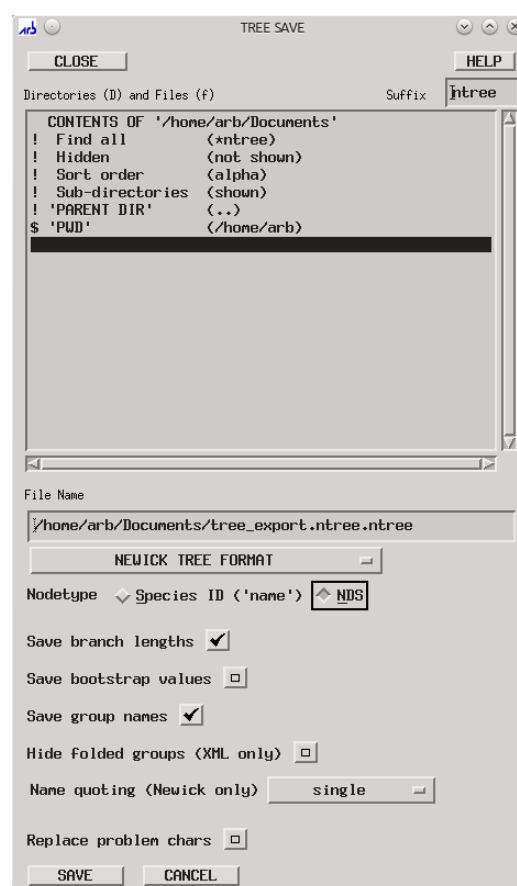 arb TREE SAVE
CLOSE HELP
Directories (D) and Files (f) Suffix ntree
CONTENTS OF '/home/arb/Documents'
! Find all (*ntree)
! Hidden (not shown)
! Sort order (alpha)
! Sub-directories (shown)
! 'PARENT DIR' (..)
$ 'PWD' (/home/arb)
File Name
/home/arb/Documents/tree_export.ntree.ntree
NEWICK TREE FORMAT
Nodetype Species ID ('name') NDS
Save branch lengths
Save bootstrap values
Save group names
Hide folded groups (XML only)
Name quoting (Newick only) single
Replace problem chars
SAVE CANCEL